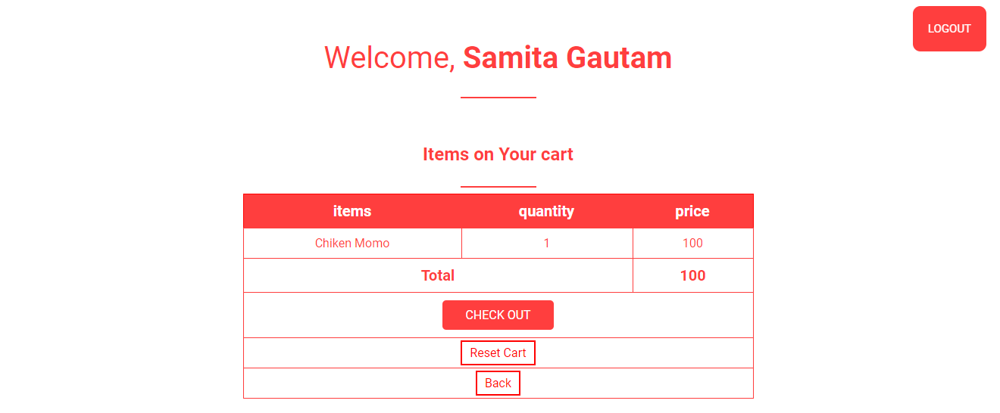 LOGOUT
Welcome, Samita Gautam
Items on Your cart
items quantity price
Chiken Momo 1 100
Total 100
CHECK OUT
Reset Cart
Back